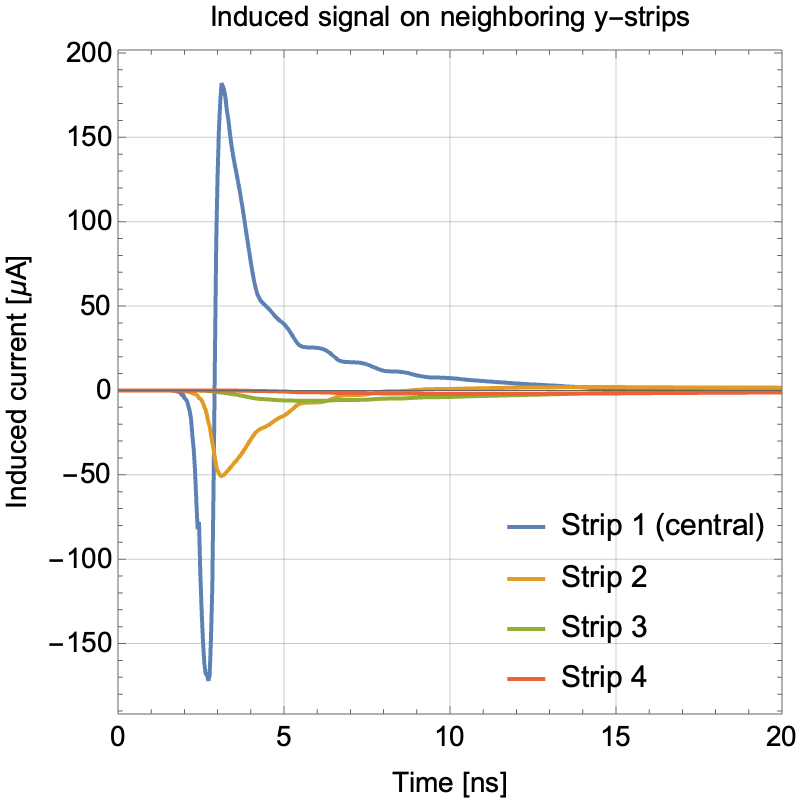 Induced signal on neighboring y−strips
200
150
100
50
0
−50
−100
−150
Induced current [μA]
Strip 1 (central)
Strip 2
Strip 3
Strip 4
0 5 10 15 20
Time [ns]